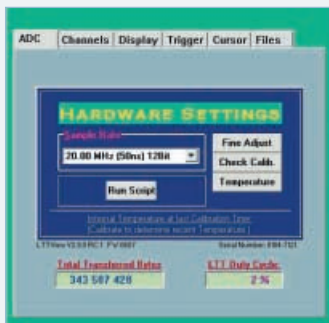 ADC Channels Display Trigger Cursor Files
HARDWARE SETTINGS
Sample Rate
20.00 MHz (50ns) 12Bit
Fine Adjust
Check Calib.
Temperature
Run Script
Internal Temperature at last Calibration Time:
(Calibrate to determine recent Temperature)
Serial Number:
Total Transferred Bytes
343 587 428
LTT Duty Cycle:
2 %